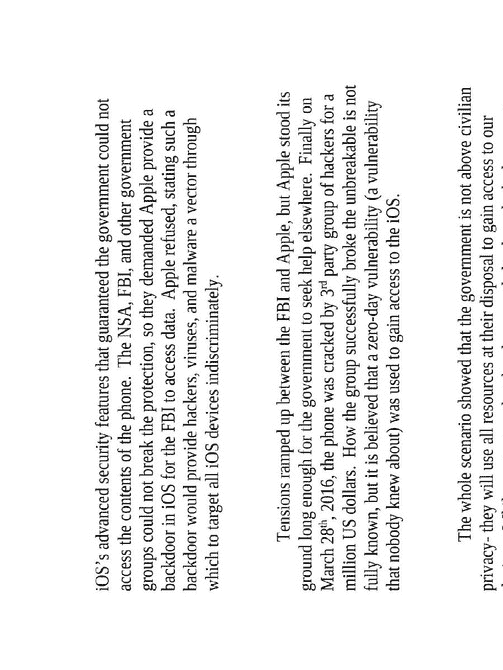 iOS's advanced security features that guaranteed the government could not
access the contents of the phone. The NSA, FBI, and other government
groups could not break the protection, so they demanded Apple provide a
backdoor in iOS for the FBI to access data. Apple refused, stating such a
backdoor would provide hackers, viruses, and malware a vector through
which to target all iOS devices indiscriminately.
Tensions ramped up between the FBI and Apple, but Apple stood its
ground long enough for the government to seek help elsewhere. Finally on
March 28th, 2016, the phone was cracked by 3rd party group of hackers for a
million US dollars. How the group successfully broke the unbreakable is not
fully known, but it is believed that a zero-day vulnerability (a vulnerability
that nobody knew about) was used to gain access to the iOS.
The whole scenario showed that the government is not above civilian
privacy- they will use all resources at their disposal to gain access to our